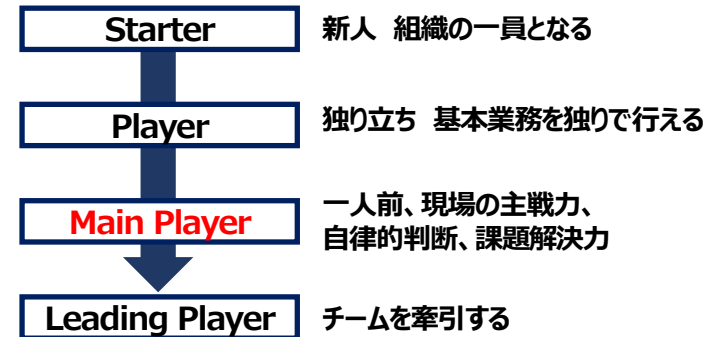 Starter
新人 組織の一員となる
Player
独り立ち 基本業務を独りで行える
Main Player
一人前、現場の主戦力、
自律的判断、課題解決力
Leading Player
チームを牽引する